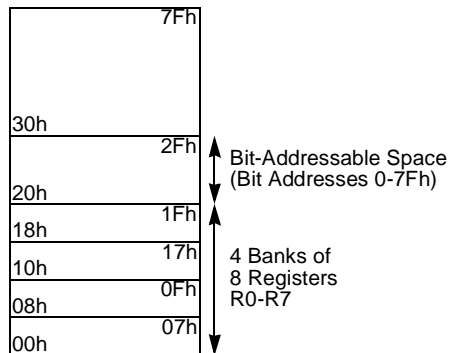 7Fh
30h
2Fh
Bit-Addressable Space
(Bit Addresses 0-7Fh)
20h
1Fh
18h
17h
4 Banks of
8 Registers
R0-R7
10h
0Fh
08h
07h
00h